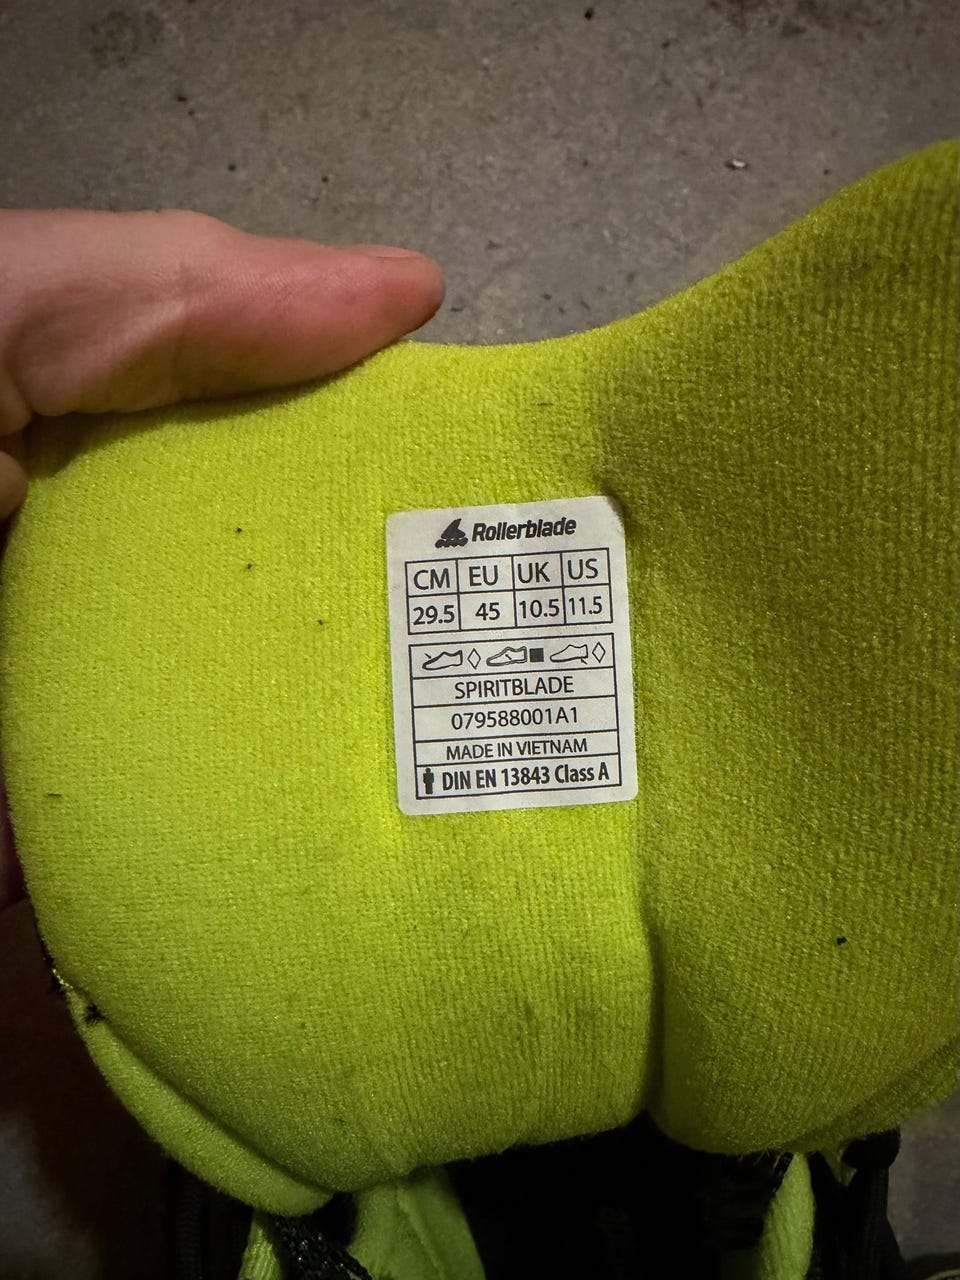 Rollerblade
CM EU UK US
29.5 45 10.5 11.5
SPIRITBLADE
079588001A1
MADE IN VIETNAM
DIN EN 13843 Class A